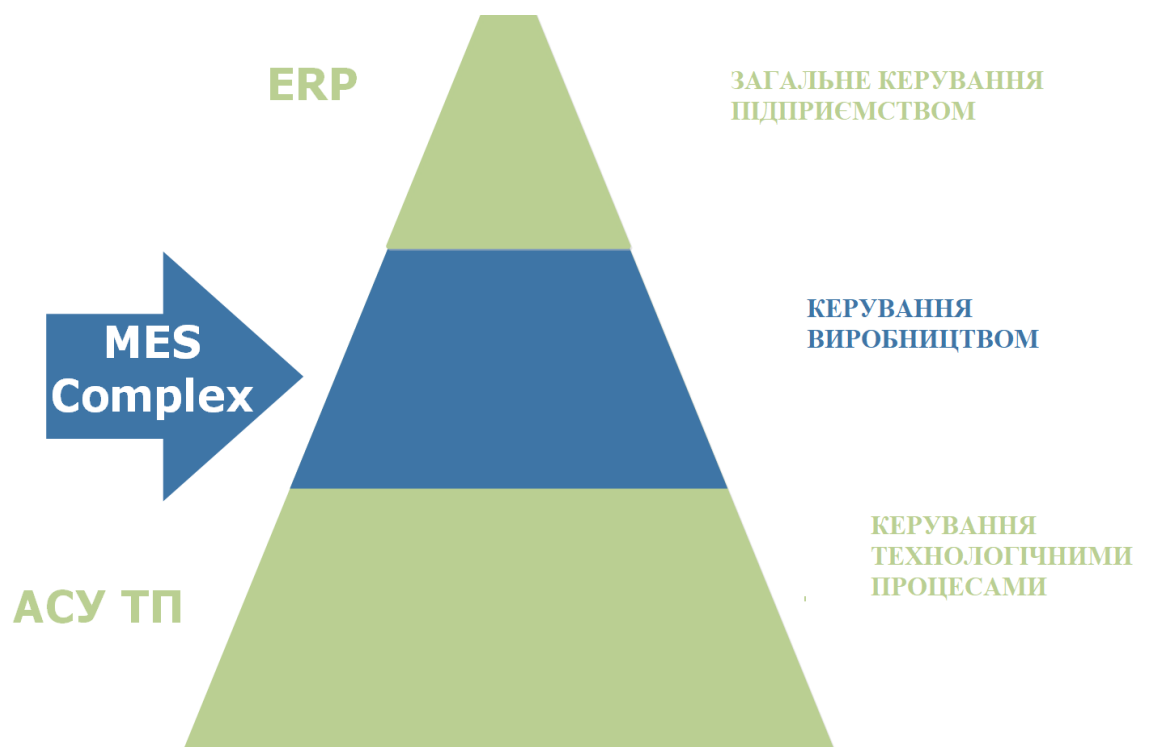 ERP
ЗАГАЛЬНЕ КЕРУВАННЯ
ПІДПРИЄМСТВОМ
MES
Complex
КЕРУВАННЯ
ВИРОБНИЦТВОМ
АСУ ТП
КЕРУВАННЯ
ТЕХНОЛОГІЧНИМИ
ПРОЦЕСАМИ